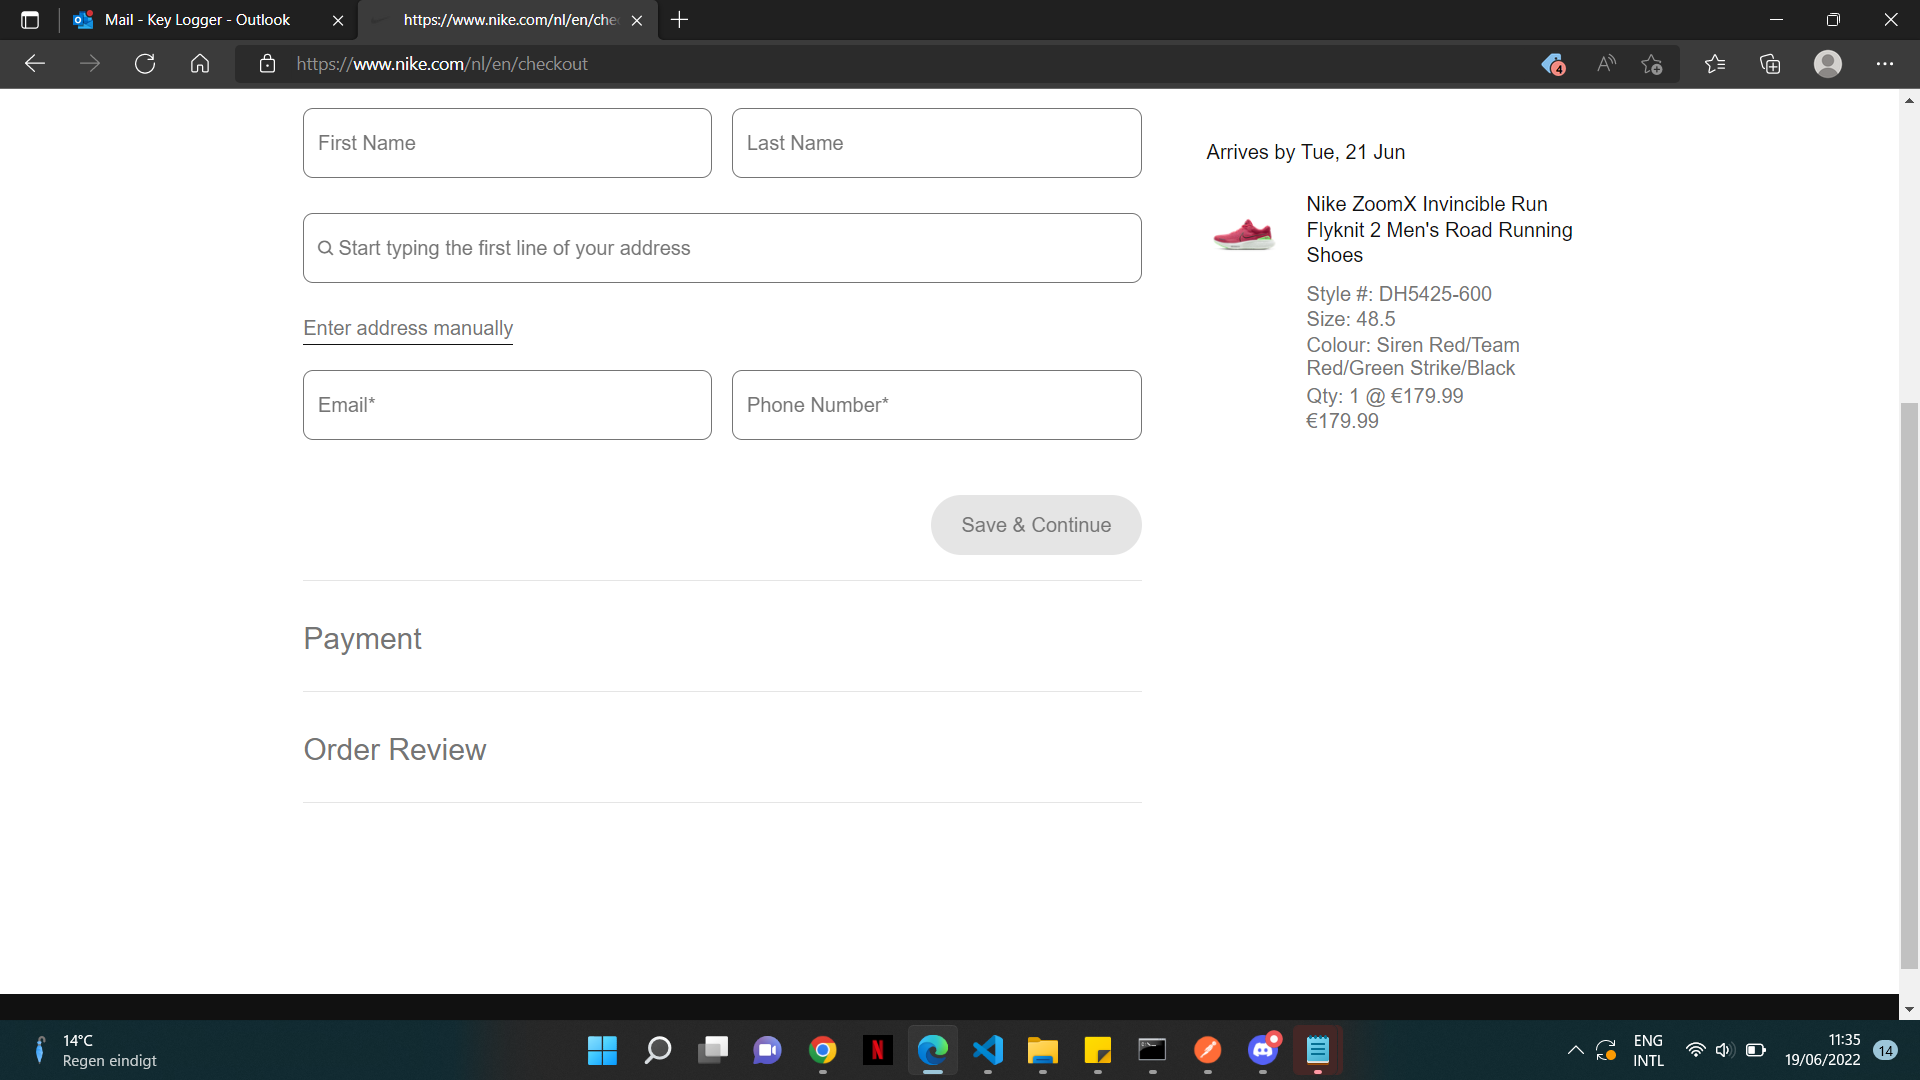 Mail - Key Logger - Outlook
https://www.nike.com/nl/en/che
https://www.nike.com/nl/en/checkout
4
First Name
Last Name
Start typing the first line of your address
Enter address manually
Email*
Phone Number*
Save & Continue
Payment
Order Review
Arrives by Tue, 21 Jun
Nike ZoomX Invincible Run
Flyknit 2 Men's Road Running
Shoes
Style #: DH5425-600
Size: 48.5
Colour: Siren Red/Team
Red/Green Strike/Black
Qty: 1 @ €179.99
€179.99
14°C
Regen eindigt
N
ENG
INTL
11:35
19/06/2022
14